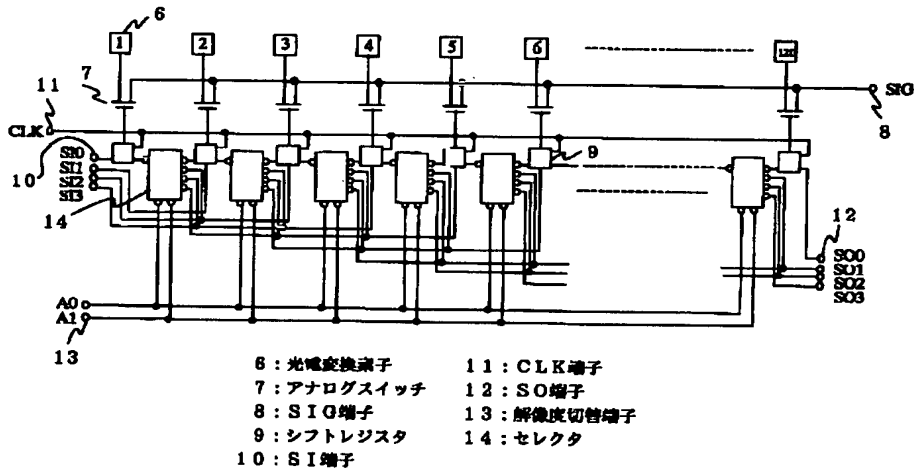 6
1 2 3 4 5 6 120
7
11
SIG
CLK
8
SI0
SI1
SI2
SI3
10
9
14
12
SO0
SO1
SO2
SO3
A0
A1
13
6:光電変換素子
7:アナログスイッチ
8:SIG端子
9:シフトレジスタ
10:SI端子
11:CLK端子
12:SO端子
13:解像度切替端子
14:セレクタ